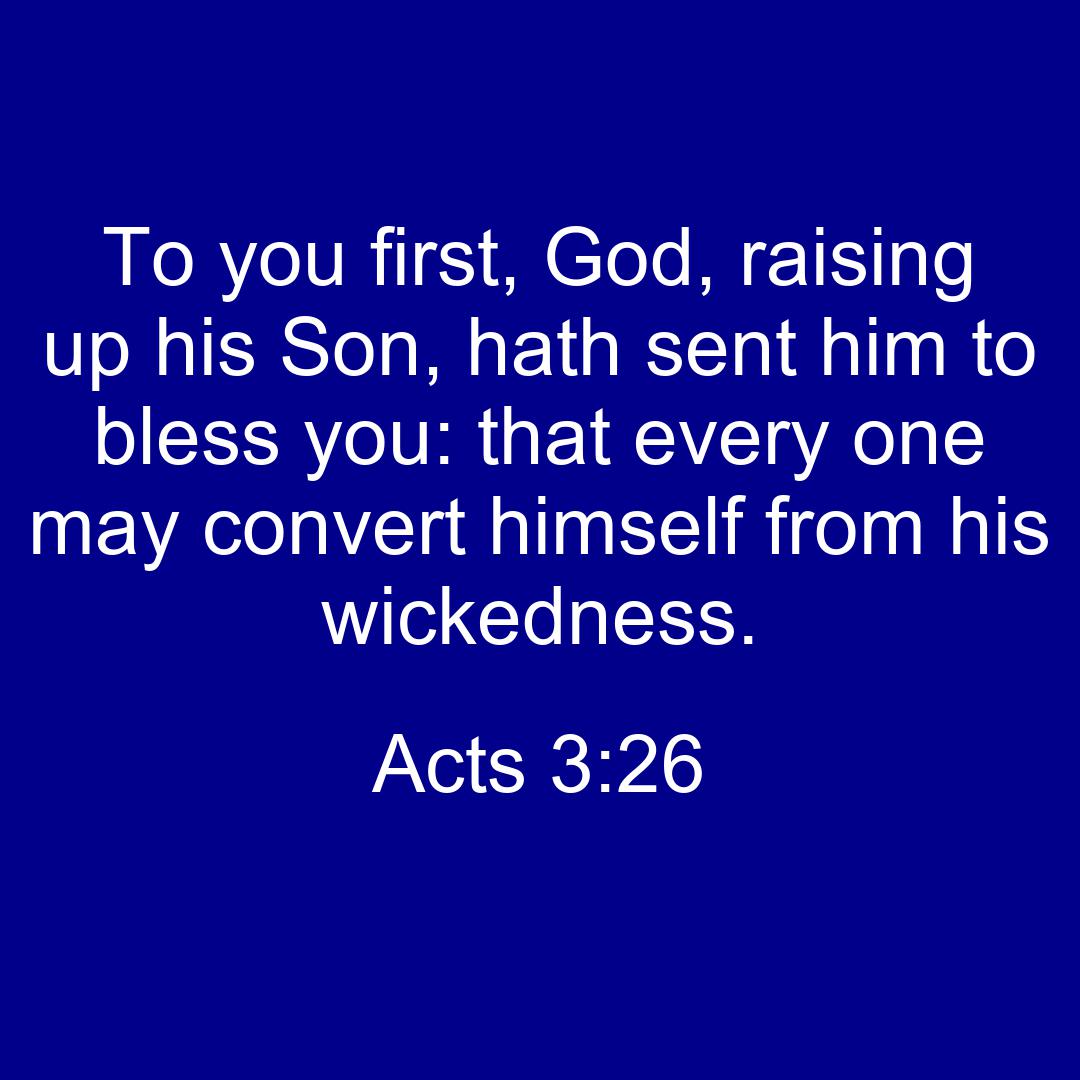 To you first, God, raising
up his Son, hath sent him to
bless you: that every one
may convert himself from his
wickedness.
Acts 3:26